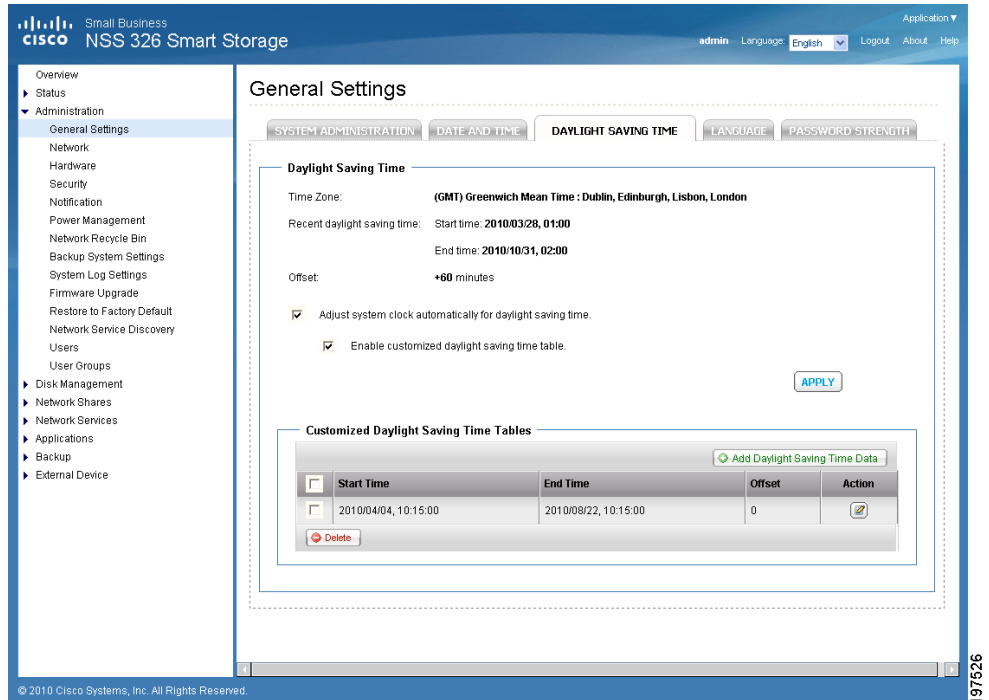 Small Business
CISCO NSS 326 Smart Storage
Application ▼
admin Language: English Logout About Help
Overview
Status
Administration
General Settings
Network
Hardware
Security
Notification
Power Management
Network Recycle Bin
Backup System Settings
System Log Settings
Firmware Upgrade
Restore to Factory Default
Network Service Discovery
Users
User Groups
Disk Management
Network Shares
Network Services
Applications
Backup
External Device
General Settings
SYSTEM ADMINISTRATION DATE AND TIME DAYLIGHT SAVING TIME LANGUAGE PASSWORD STRENGTH
Daylight Saving Time
Time Zone: (GMT) Greenwich Mean Time : Dublin, Edinburgh, Lisbon, London
Recent daylight saving time: Start time: 2010/03/28, 01:00
End time: 2010/10/31, 02:00
Offset: +60 minutes
Adjust system clock automatically for daylight saving time.
Enable customized daylight saving time table.
APPLY
Customized Daylight Saving Time Tables
Add Daylight Saving Time Data
Start Time End Time Offset Action
2010/04/04, 10:15:00 2010/08/22, 10:15:00 0
Delete
© 2010 Cisco Systems, Inc. All Rights Reserved.
197526